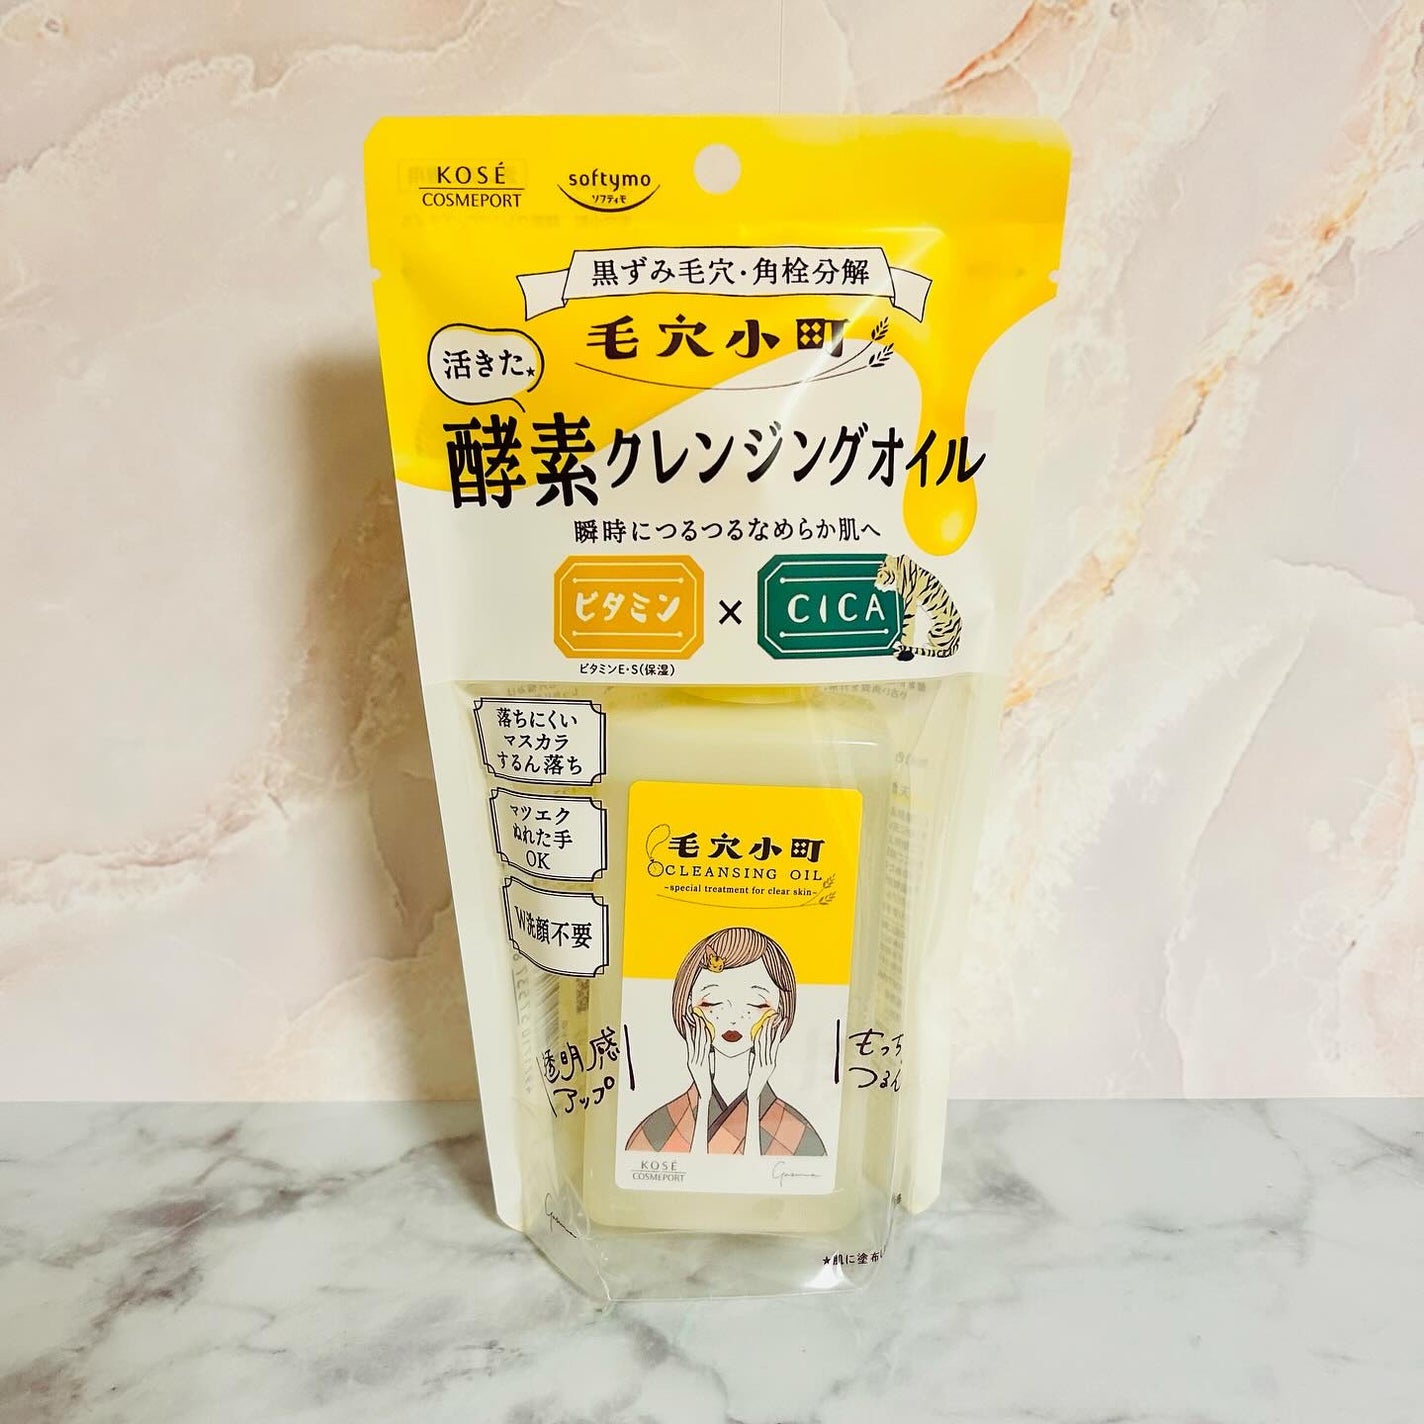 KOSÉ
COSMEPORT
softymo
ソフティモ
黒ずみ毛穴・角栓分解
毛穴小町
活きた★
酵素クレンジングオイル
瞬時につるつるなめらか肌へ
ビタミン × CICA
ビタミンE・S(保湿)
落ちにくい
マスカラ
するん落ち
マツエク
ぬれた手
OK
W洗顔不要
毛穴小町
CLEANSING OIL
~special treatment for clear skin~
透明感
アップ
もっち
つるん
KOSÉ
COSMEPORT
★肌に塗布